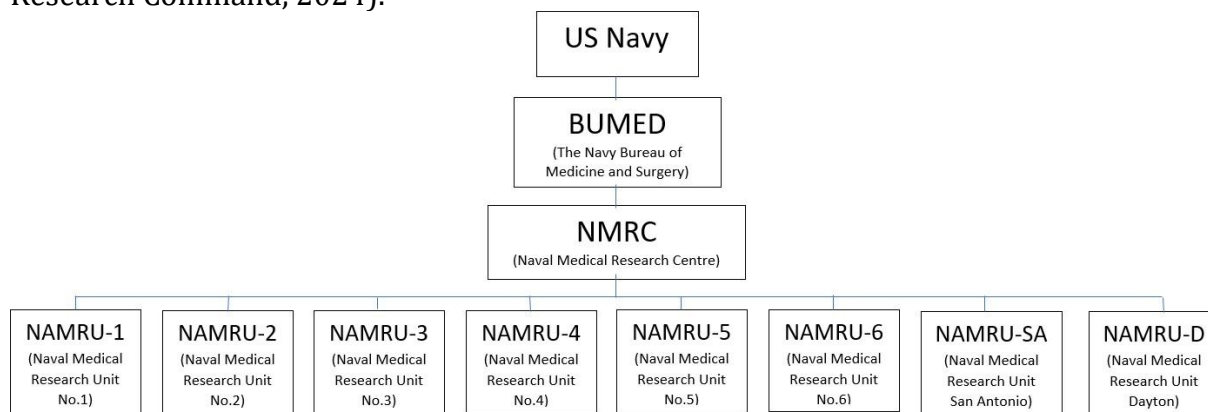 Research Command, 2021).
US Navy
BUMED
(The Navy Bureau of
Medicine and Surgery)
NMRC
(Naval Medical Research Centre)
NAMRU-1
(Naval Medical
Research Unit
No.1)
NAMRU-2
(Naval Medical
Research Unit
No.2)
NAMRU-3
(Naval Medical
Research Unit
No.3)
NAMRU-4
(Naval Medical
Research Unit
No.4)
NAMRU-5
(Naval Medical
Research Unit
No.5)
NAMRU-6
(Naval Medical
Research Unit
No.6)
NAMRU-SA
(Naval Medical
Research Unit
San Antonio)
NAMRU-D
(Naval Medical
Research Unit
Dayton)